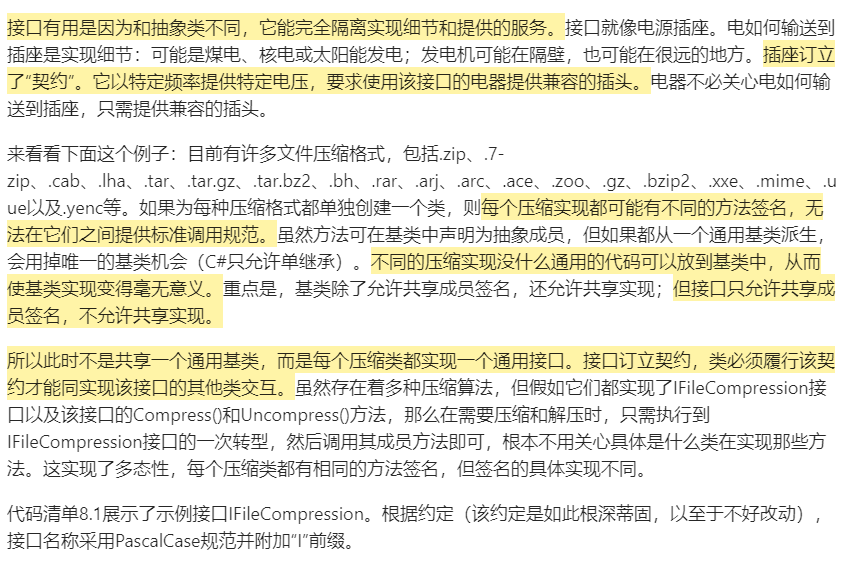 接口有用是因为和抽象类不同，它能完全隔离实现细节和提供的服务。接口就像电源插座。电如何输送到
插座是实现细节：可能是煤电、核电或太阳能发电；发电机可能在隔壁，也可能在很远的地方。插座订立
了“契约”。它以特定频率提供特定电压，要求使用该接口的电器提供兼容的插头。电器不必关心电如何输
送到插座，只需提供兼容的插头。
来看看下面这个例子：目前有许多文件压缩格式，包括.zip、.7-
zip、.cab、.lha、.tar、.tar.gz、.tar.bz2、.bh、.rar、.arj、.arc、.ace、.zoo、.gz、.bzip2、.xxe、.mime、.u
ue以及.yenc等。如果为每种压缩格式都单独创建一个类，则每个压缩实现都可能有不同的方法签名，无
法在它们之间提供标准调用规范。虽然方法可在基类中声明为抽象成员，但如果都从一个通用基类派生，
会用掉唯一的基类机会（C#只允许单继承）。不同的压缩实现没什么通用的代码可以放到基类中，从而
使基类实现变得毫无意义。重点是，基类除了允许共享成员签名，还允许共享实现；但接口只允许共享成
员签名，不允许共享实现。
所以此时不是共享一个通用基类，而是每个压缩类都实现一个通用接口。接口订立契约，类必须履行该契
约才能同实现该接口的其他类交互。虽然存在着多种压缩算法，但假如它们都实现了IFileCompression接
口以及该接口的Compress()和Uncompress()方法，那么在需要压缩和解压时，只需执行到
IFileCompression接口的一次转型，然后调用其成员方法即可，根本不用关心具体是什么类在实现那些方
法。这实现了多态性，每个压缩类都有相同的方法签名，但签名的具体实现不同。
代码清单8.1展示了示例接口IFileCompression。根据约定（该约定是如此根深蒂固，以至于不好改动），
接口名称采用PascalCase规范并附加“I”前缀。